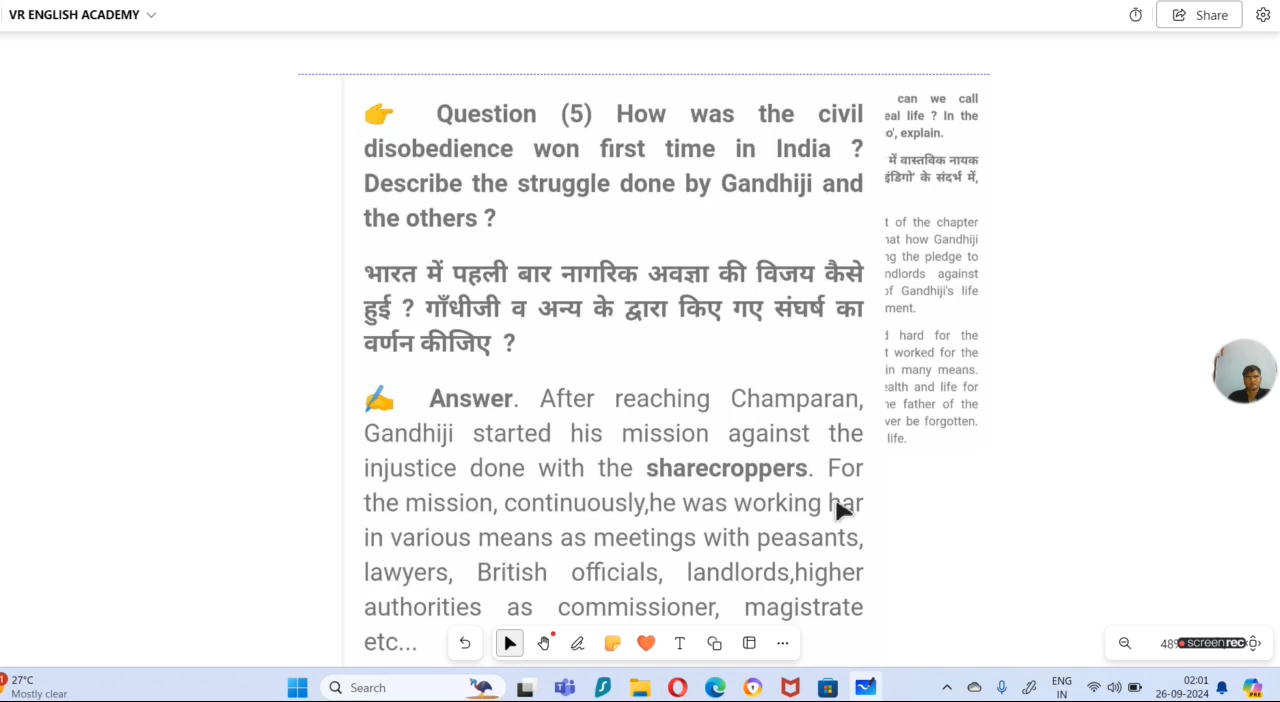 VR ENGLISH ACADEMY
Share
👉 Question (5) How was the civil
disobedience won first time in India ?
Describe the struggle done by Gandhiji and
the others ?
भारत में पहली बार नागरिक अवज्ञा की विजय कैसे
हुई ? गाँधीजी व अन्य के द्वारा किए गए संघर्ष का
वर्णन कीजिए ?
✍️ Answer. After reaching Champaran,
Gandhiji started his mission against the
injustice done with the sharecroppers. For
the mission, continuously,he was working har
in various means as meetings with peasants,
lawyers, British officials, landlords,higher
authorities as commissioner, magistrate
etc...
can we call
eal life ? In the
o', explain.
में वास्तविक नायक
इंडिगो' के संदर्भ में,
t of the chapter
hat how Gandhiji
ng the pledge to
ndlords against
of Gandhiji's life
ment.
d hard for the
t worked for the
in many means.
ealth and life for
he father of the
ver be forgotten.
life.
48%
screenrec
27°C
Mostly clear
Search
ENG
IN
02:01
26-09-2024
PRE